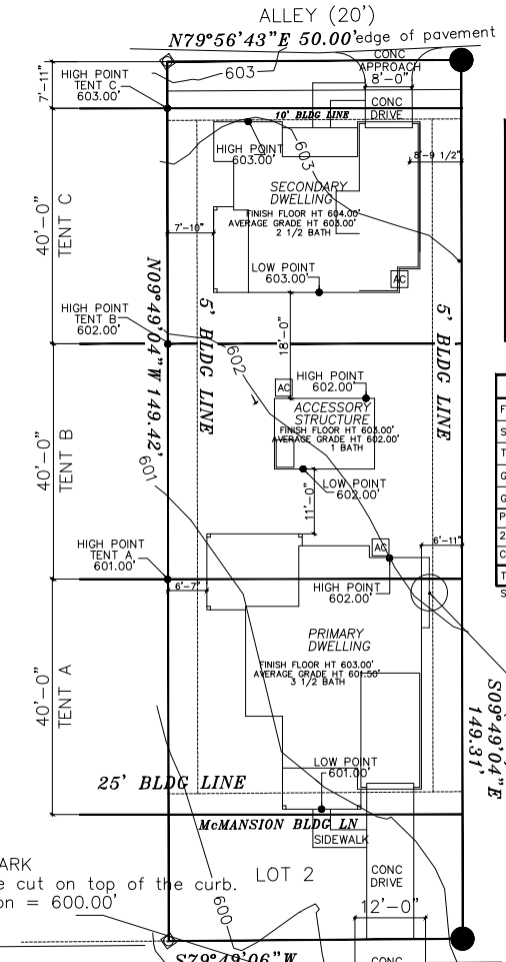 ALLEY (20')
N79°56'43"E 50.00'
edge of pavement
603
CONC
APPROACH
8'-0"
7'-11"
HIGH POINT
TENT C
603.00'
CONC
DRIVE
10' BLDG LINE
HIGH POINT
603.00'
603
8'-9 1/2"
SECONDARY
DWELLING
FINISH FLOOR HT 604.00'
AVERAGE GRADE HT 603.00'
2 1/2 BATH
40'-0"
TENT C
7'-10"
LOW POINT
603.00'
AC
HIGH POINT
TENT B
602.00'
N09°49'04"W 149.42'
5' BLDG LINE
18'-0"
5' BLDG LINE
602
AC
HIGH POINT
602.00'
ACCESSORY
STRUCTURE
FINISH FLOOR HT 603.00'
AVERAGE GRADE HT 602.00'
1 BATH
40'-0"
TENT B
601
LOW POINT
602.00'
11'-0"
HIGH POINT
TENT A
601.00'
AC
6'-11"
6'-7"
HIGH POINT
602.00'
PRIMARY
DWELLING
FINISH FLOOR HT 603.00'
AVERAGE GRADE HT 601.50'
3 1/2 BATH
40'-0"
TENT A
S09°49'04"E
149.31'
LOW POINT
601.00'
25' BLDG LINE
McMANSION BLDG LN
SIDEWALK
ARK
e cut on top of the curb.
on = 600.00'
LOT 2
CONC
DRIVE
600
12'-0"
S79°49'06"W
CONC
F
S
T
G
G
P
2
C
T
S